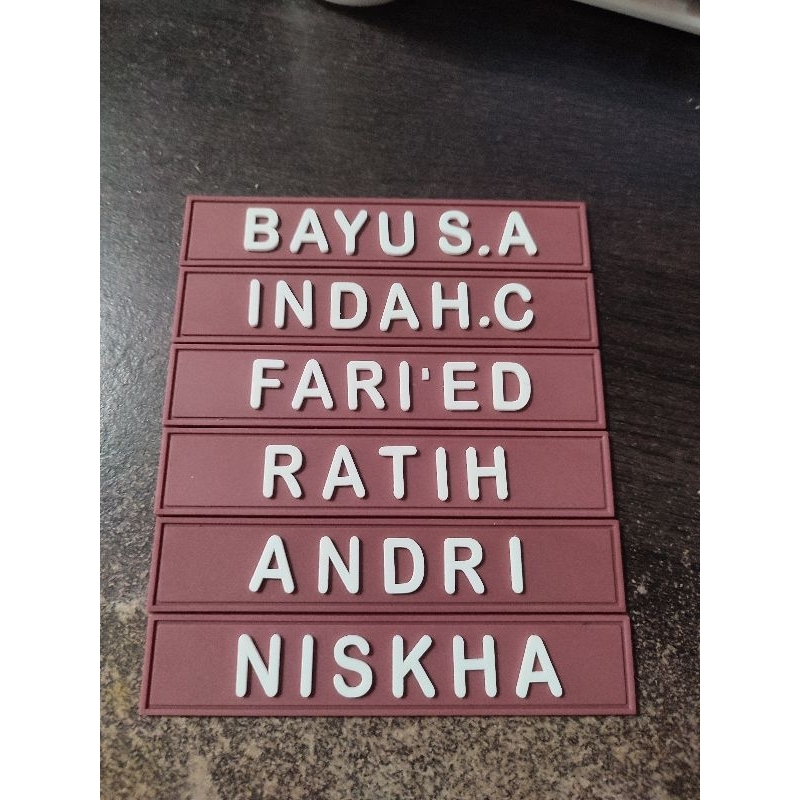 BAYU S.A
INDAH.C
FARI'ED
RATIH
ANDRI
NISKHA